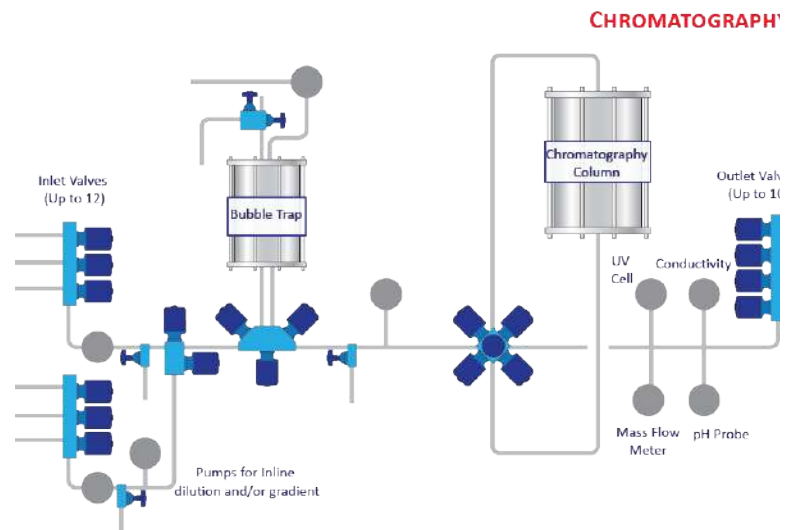 CHROMATOGRAPHY
Inlet Valves
(Up to 12)
Bubble Trap
Chromatography
Column
Outlet Valv
(Up to 10
UV
Cell
Conductivity
Mass Flow
Meter
pH Probe
Pumps for Inline
dilution and/or gradient